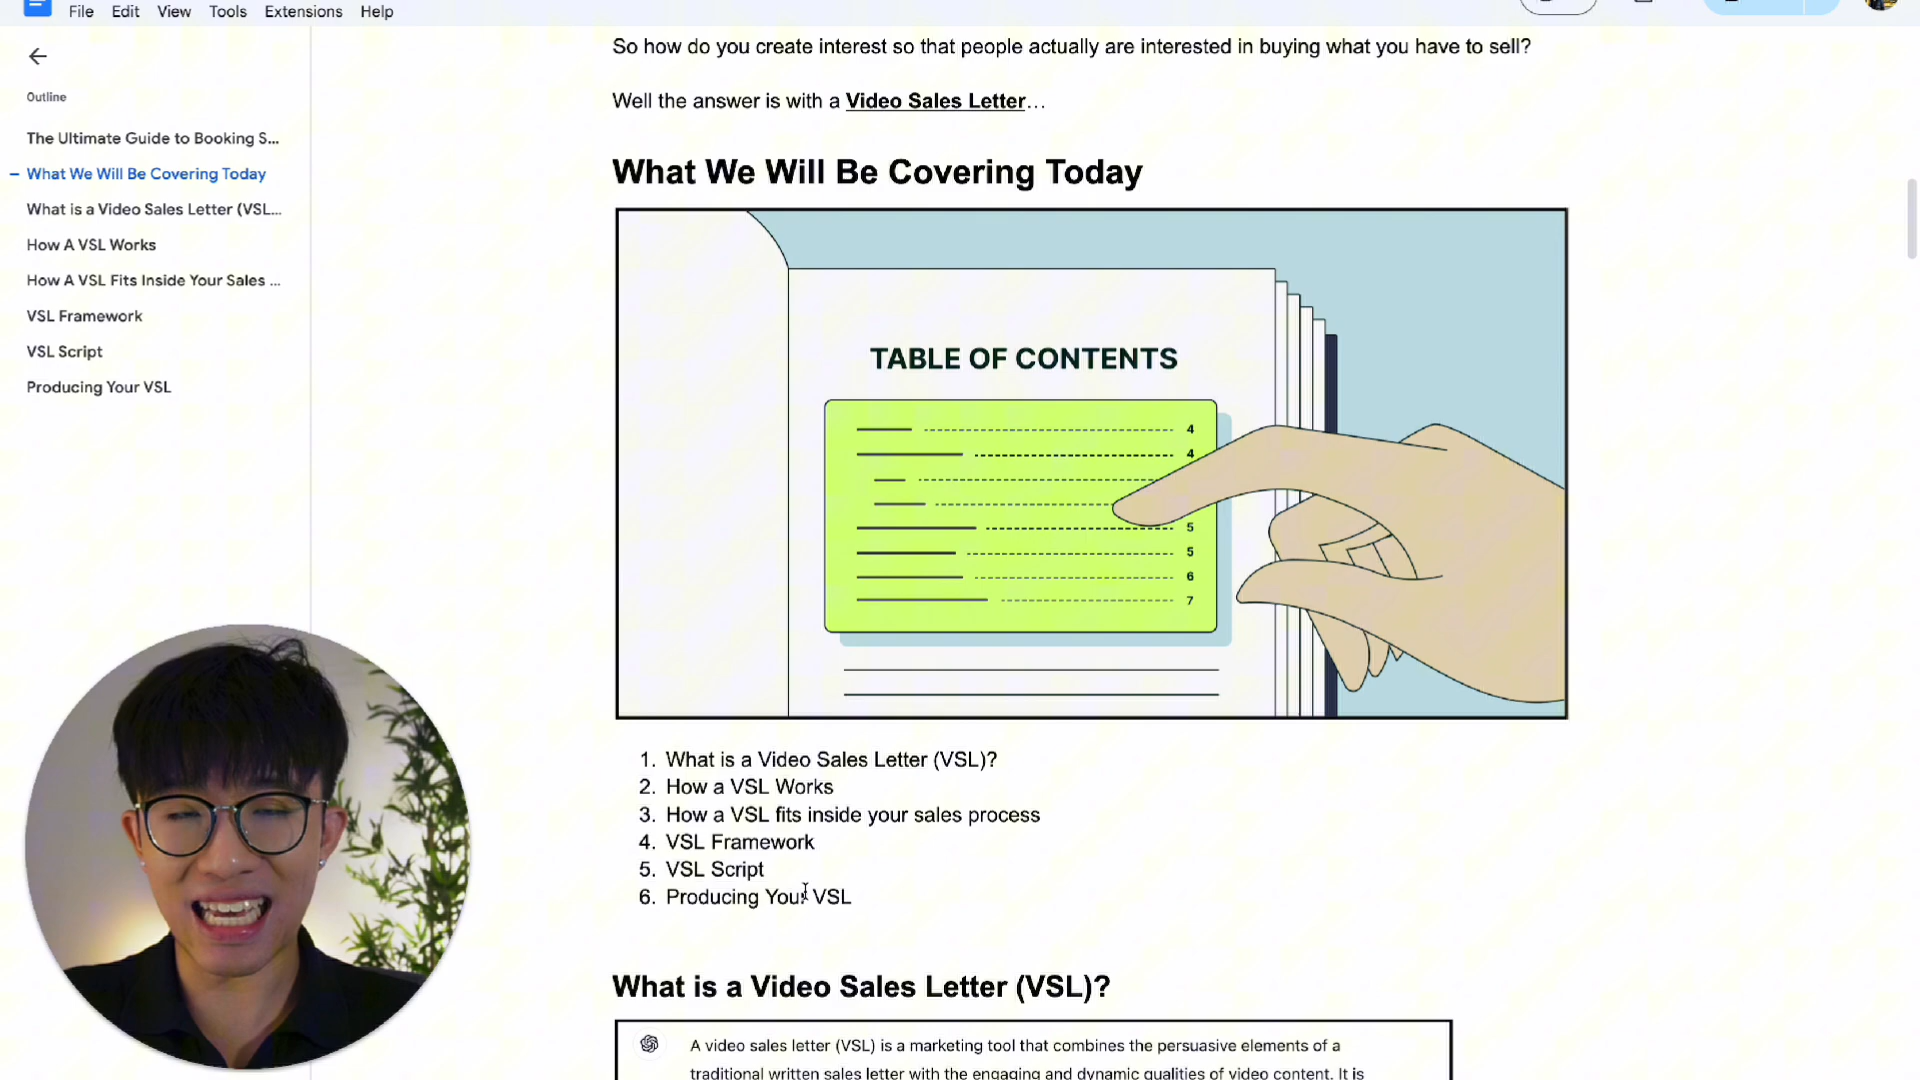 File Edit View Tools Extensions Help
Outline
The Ultimate Guide to Booking S...
What We Will Be Covering Today
What is a Video Sales Letter (VSL...
How A VSL Works
How A VSL Fits Inside Your Sales ...
VSL Framework
VSL Script
Producing Your VSL
So how do you create interest so that people actually are interested in buying what you have to sell?
Well the answer is with a Video Sales Letter...
What We Will Be Covering Today
TABLE OF CONTENTS
4
4
5
5
6
7
1. What is a Video Sales Letter (VSL)?
2. How a VSL Works
3. How a VSL fits inside your sales process
4. VSL Framework
5. VSL Script
6. Producing Your VSL
What is a Video Sales Letter (VSL)?
A video sales letter (VSL) is a marketing tool that combines the persuasive elements of a
traditional written sales letter with the engaging and dynamic qualities of video content. It is